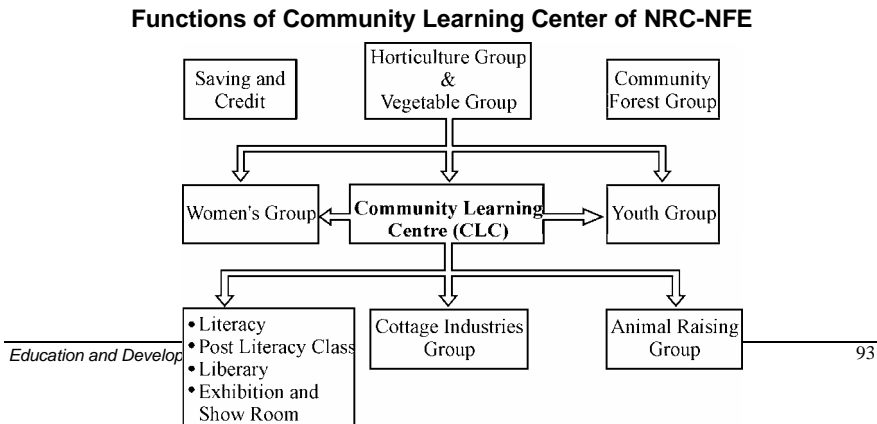 Functions of Community Learning Center of NRC-NFE
Saving and
Credit
Horticulture Group
&
Vegetable Group
Community
Forest Group
Women's Group
Community Learning
Centre (CLC)
Youth Group
• Literacy
• Post Literacy Class
• Liberary
• Exhibition and
Show Room
Cottage Industries
Group
Animal Raising
Group
Education and Develop
93